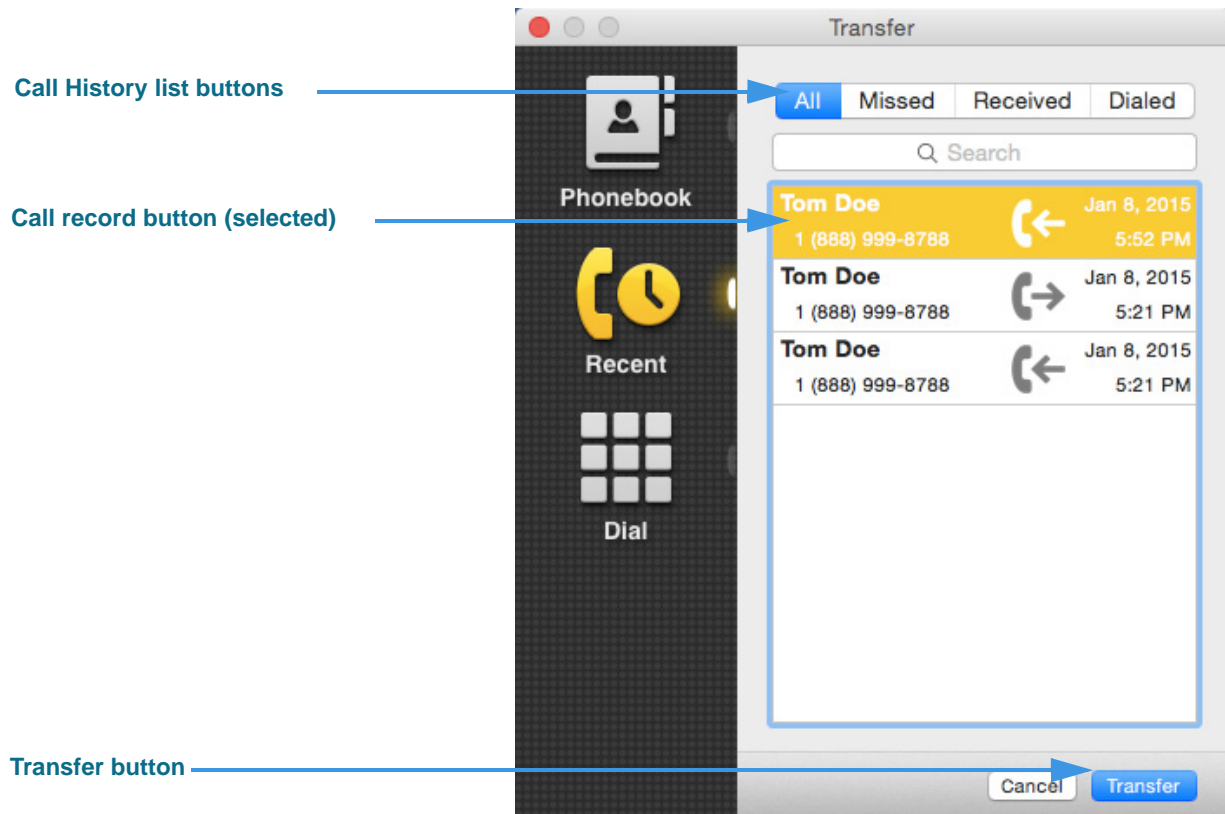 Transfer
Call History list buttons
All Missed Received Dialed
Search
Phonebook
Call record button (selected)
Tom Doe Jan 8, 2015
1 (888) 999-8788 5:52 PM
Tom Doe Jan 8, 2015
1 (888) 999-8788 5:21 PM
Recent
Tom Doe Jan 8, 2015
1 (888) 999-8788 5:21 PM
Dial
Transfer button
Cancel Transfer